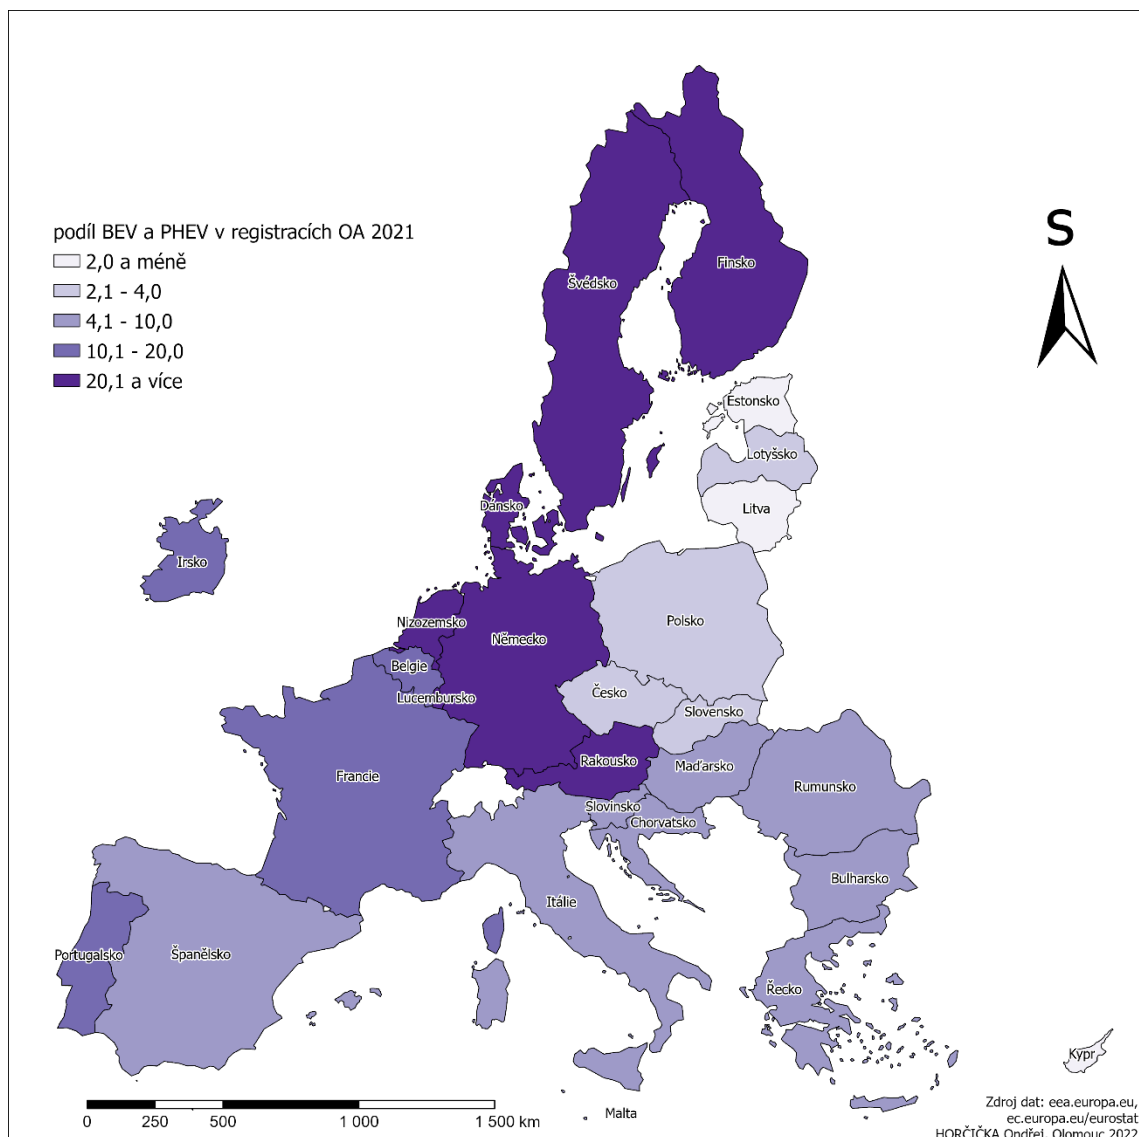 podíl BEV a PHEV v registracích OA 2021
2,0 a méně
2,1 - 4,0
4,1 - 10,0
10,1 - 20,0
20,1 a více
S
Finsko
Švédsko
Estonsko
Lotyšsko
Litva
Dánsko
Irsko
Nizozemsko
Německo
Polsko
Belgie
Lucembursko
Česko
Slovensko
Rakousko
Maďarsko
Francie
Rumunsko
Slovinsko
Chorvatsko
Bulharsko
Itálie
Portugalsko
Španělsko
Řecko
Kypr
Malta
0 250 500 1 000 1 500 km
Zdroj dat: eea.europa.eu,
ec.europa.eu/eurostat
HORČIČKA Ondřej, Olomouc 2022